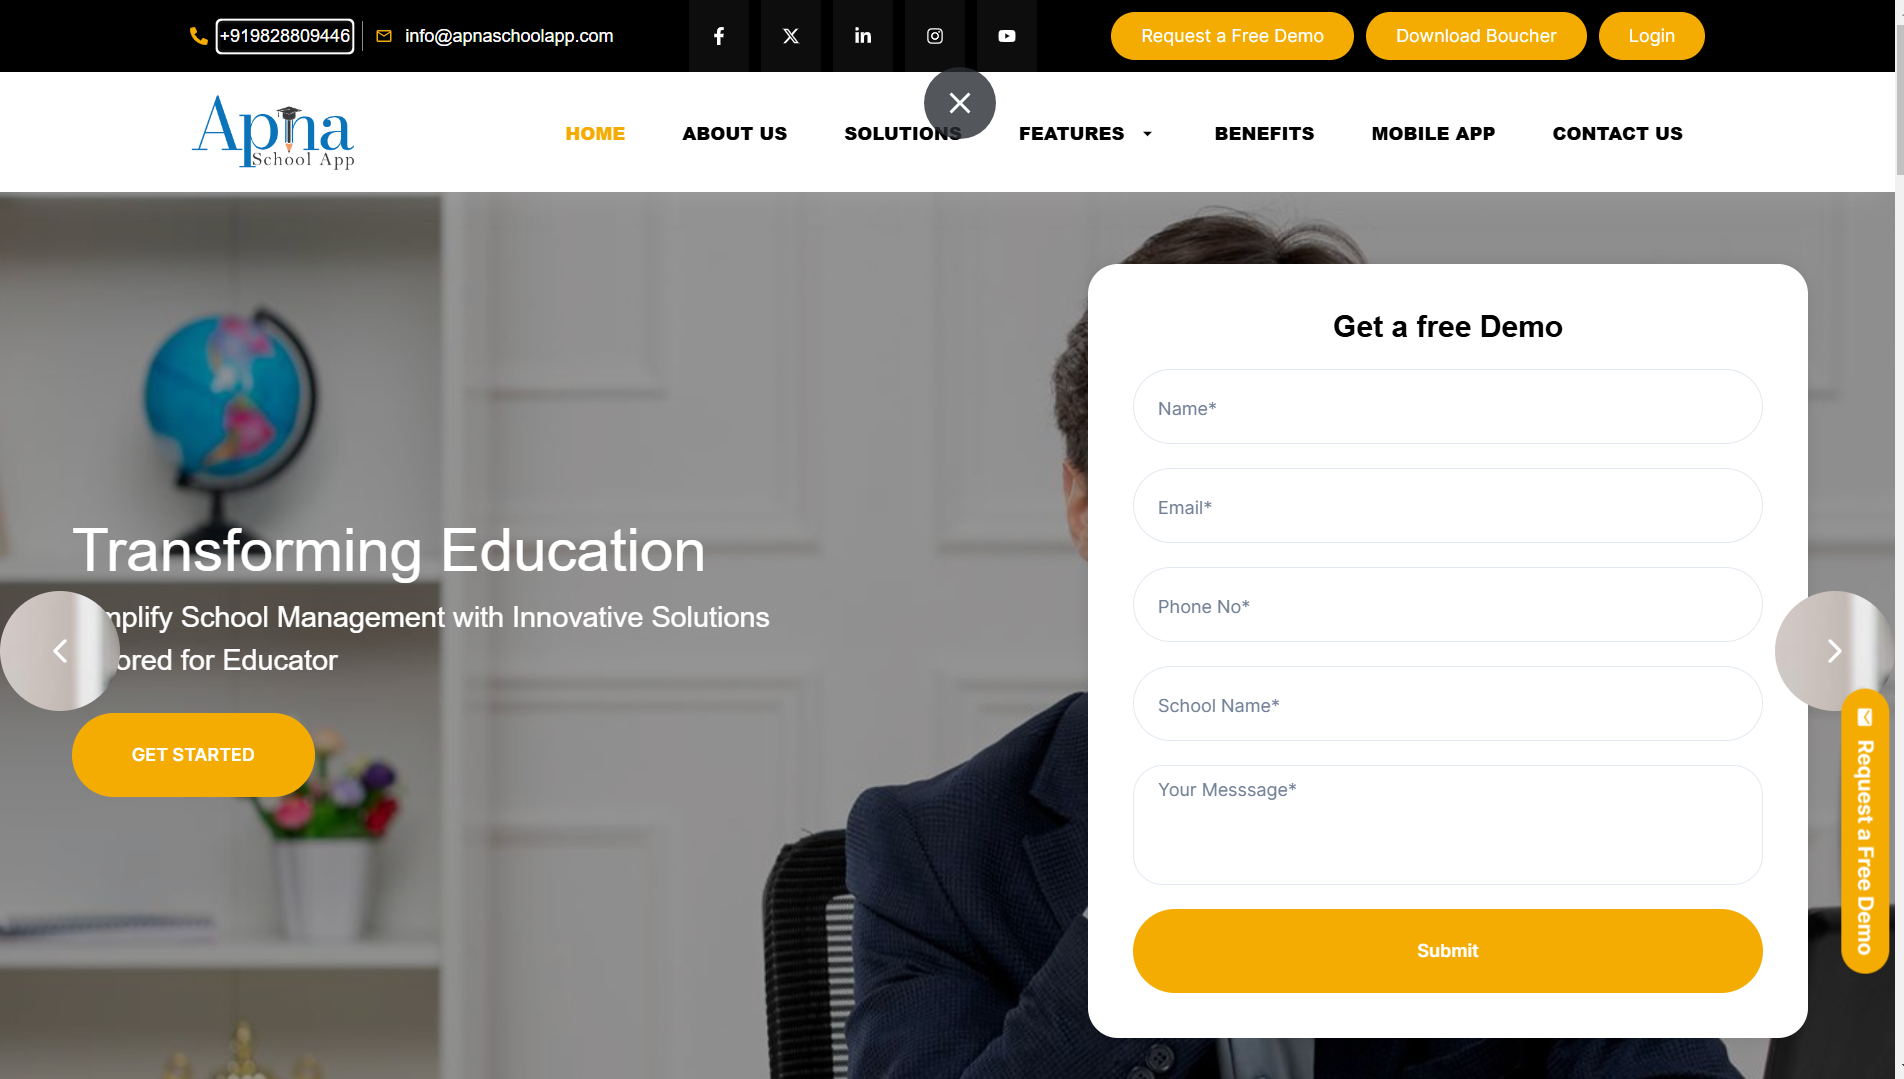 +919828809446 info@apnaschoolapp.com Request a Free Demo Download Boucher Login
Apna
School App
HOME ABOUT US SOLUTIONS FEATURES BENEFITS MOBILE APP CONTACT US
Get a free Demo
Name*
Email*
Phone No*
School Name*
Your Messsage*
Submit
Transforming Education
mplify School Management with Innovative Solutions
ored for Educator
GET STARTED
Request a Free Demo